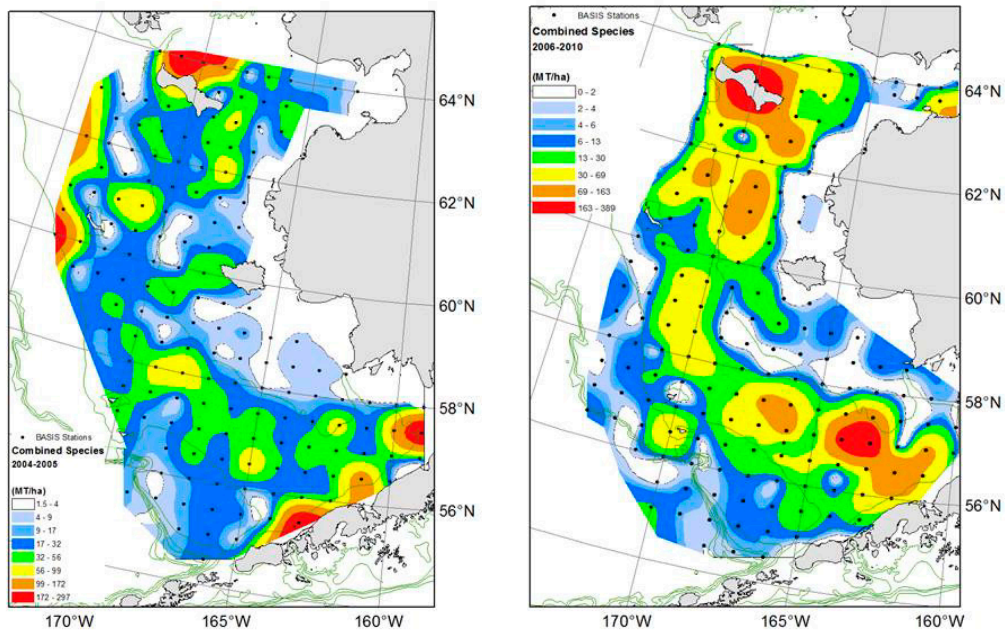 BASIS Stations
Combined Species
2004-2005
(MT/ha)
1.5 - 4
4 - 9
9 - 17
17 - 32
32 - 56
56 - 99
99 - 172
172 - 297
64°N
62°N
60°N
58°N
56°N
170°W
165°W
160°W
BASIS Stations
Combined Species
2006-2010
(MT/ha)
0 - 2
2 - 4
4 - 6
6 - 13
13 - 30
30 - 69
69 - 163
163 - 389
64°N
62°N
60°N
58°N
56°N
170°W
165°W
160°W